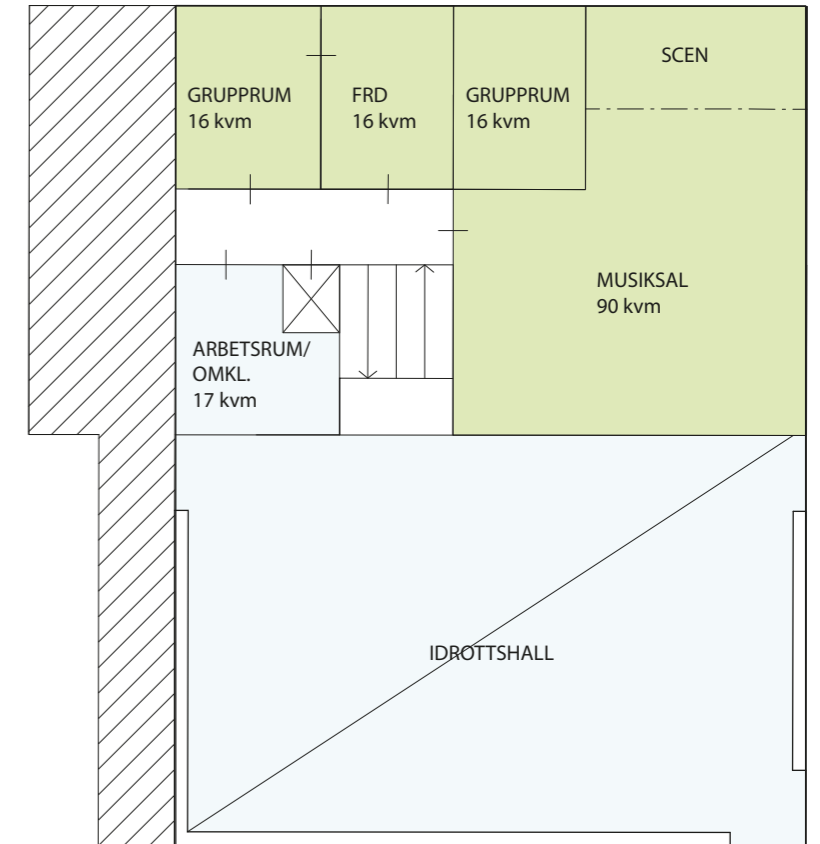 SCEN
GRUPPRUM
16 kvm
FRD
16 kvm
GRUPPRUM
16 kvm
MUSIKSAL
90 kvm
ARBETSRUM/
OMKL.
17 kvm
IDROTTSHALL